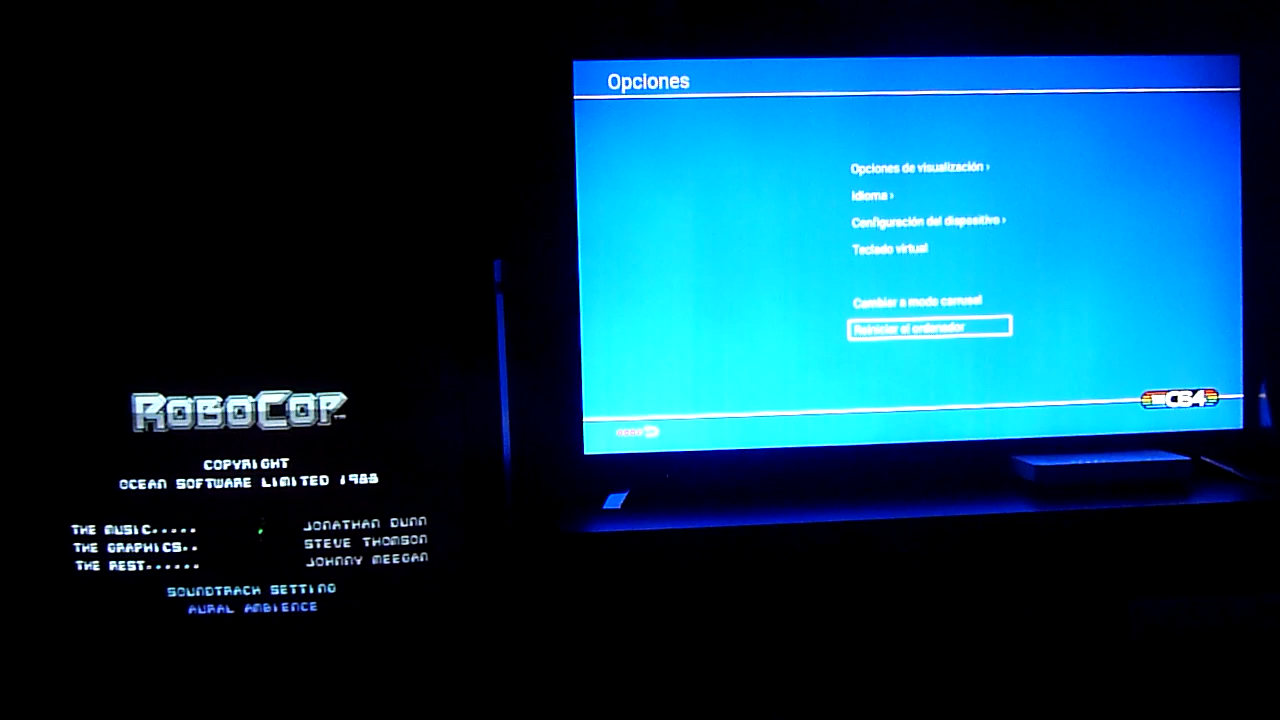 Opciones
Opciones de visualización ›
Idioma ›
Configuración del dispositivo ›
Teclado virtual
Cambiar a modo carrusel
Reiniciar el ordenador
THEC64
ROBOCOP
COPYRIGHT
OCEAN SOFTWARE LIMITED 1988
THE MUSIC..... JONATHAN DUNN
THE GRAPHICS.. STEVE THOMSON
THE REST...... JOHNNY MEEGAN
SOUNDTRACK SETTING
AURAL AMBIENCE